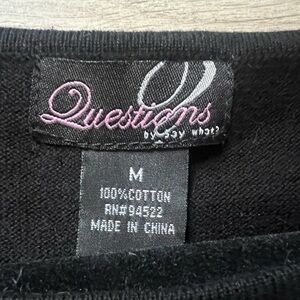 Questions
by say what?
M
100%COTTON
RN#94522
MADE IN CHINA